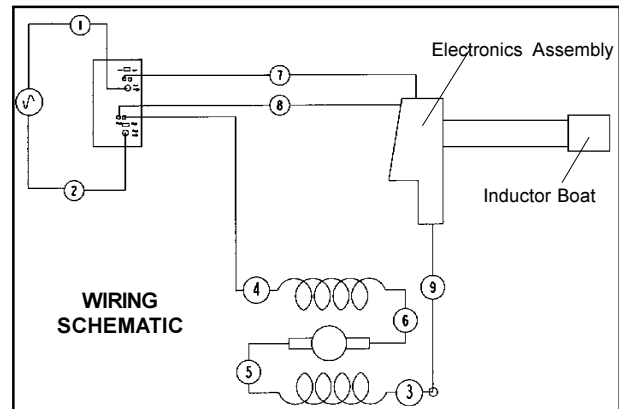 1
Electronics Assembly
7
8
2
Inductor Boat
9
4
WIRING
SCHEMATIC
6
5
3